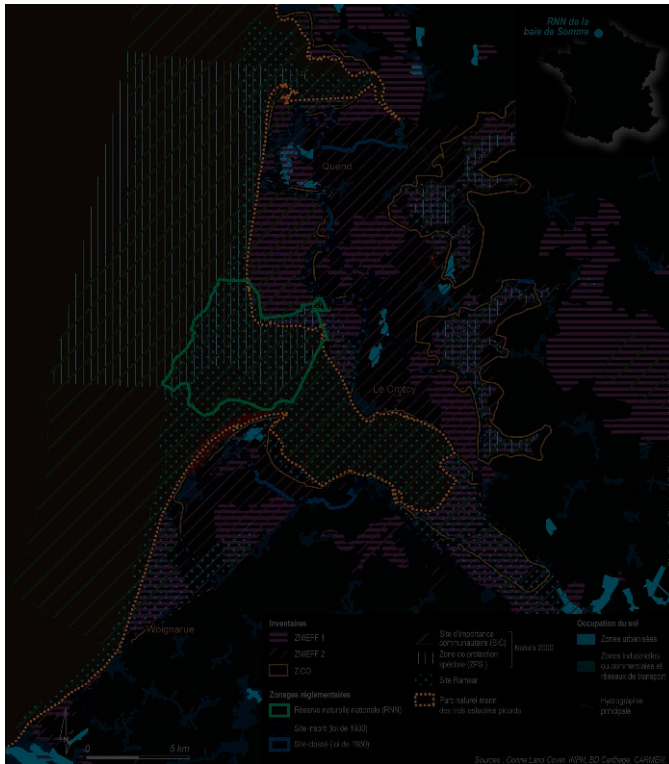 RNN de la
baie de Somme
Quend
Le Crotoy
Woignarue
Inventaires
ZNIEFF 1
ZNIEFF 2
ZICO
Zonages réglementaires
Réserve naturelle nationale (RNN)
Site inscrit (loi de 1930)
Site classé (loi de 1930)
Site d'importance
communautaire (SIC)
Zone de protection
spéciale (ZPS)
Natura 2000
Site Ramsar
Parc naturel marin
des trois estuaires picards
Occupation du sol
Zones urbanisées
Zones industrielles
ou commerciales et
réseaux de transport
Hydrographie
principale
0 5 km
Sources : Corine Land Cover, INPN, BD Carthage, CARMEN